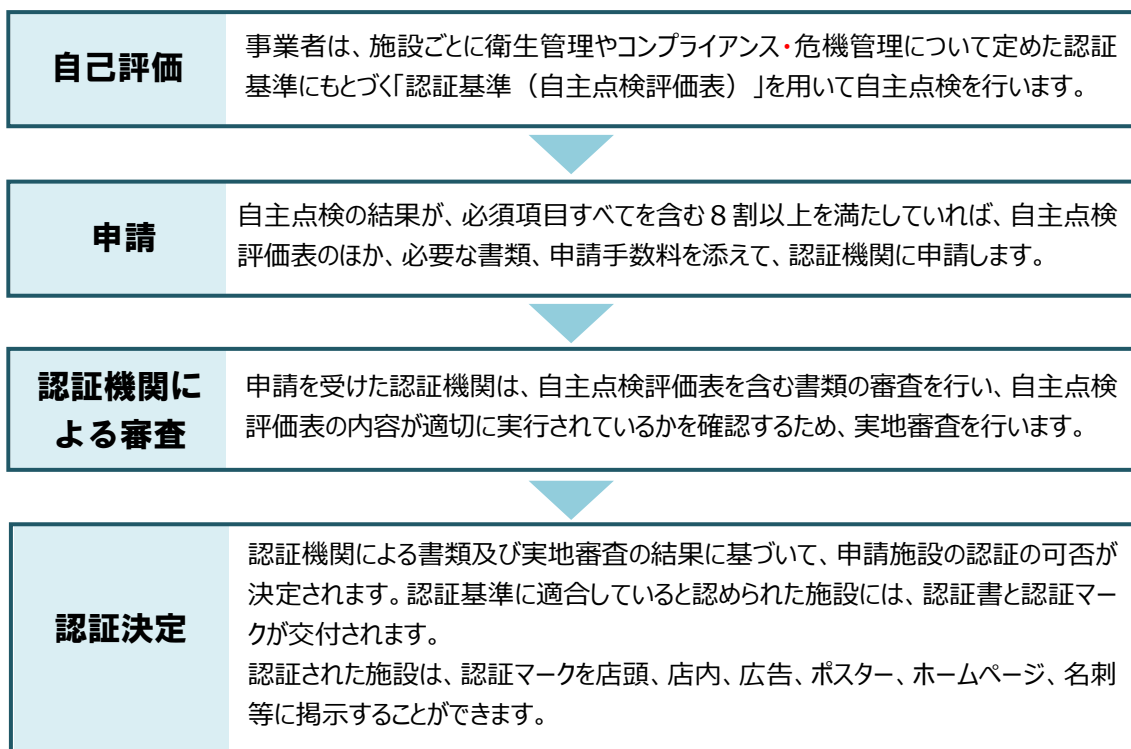 自己評価
事業者は、施設ごとに衛生管理やコンプライアンス・危機管理について定めた認証
基準にもとづく「認証基準（自主点検評価表）」を用いて自主点検を行います。
申請
自主点検の結果が、必須項目すべてを含む８割以上を満たしていれば、自主点検
評価表のほか、必要な書類、申請手数料を添えて、認証機関に申請します。
認証機関に
よる審査
申請を受けた認証機関は、自主点検評価表を含む書類の審査を行い、自主点検
評価表の内容が適切に実行されているかを確認するため、実地審査を行います。
認証決定
認証機関による書類及び実地審査の結果に基づいて、申請施設の認証の可否が
決定されます。認証基準に適合していると認められた施設には、認証書と認証マー
クが交付されます。
認証された施設は、認証マークを店頭、店内、広告、ポスター、ホームページ、名刺
等に掲示することができます。